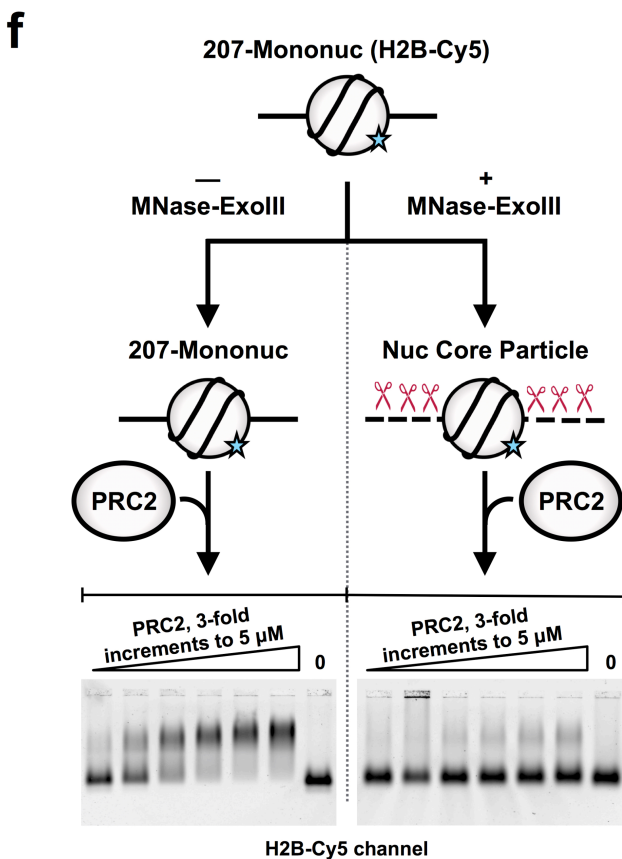 f
207-Mononuc (H2B-Cy5)
—
MNase-ExoIII
+
MNase-ExoIII
207-Mononuc
Nuc Core Particle
PRC2
PRC2
PRC2, 3-fold
increments to 5 µM
0
PRC2, 3-fold
increments to 5 µM
0
H2B-Cy5 channel